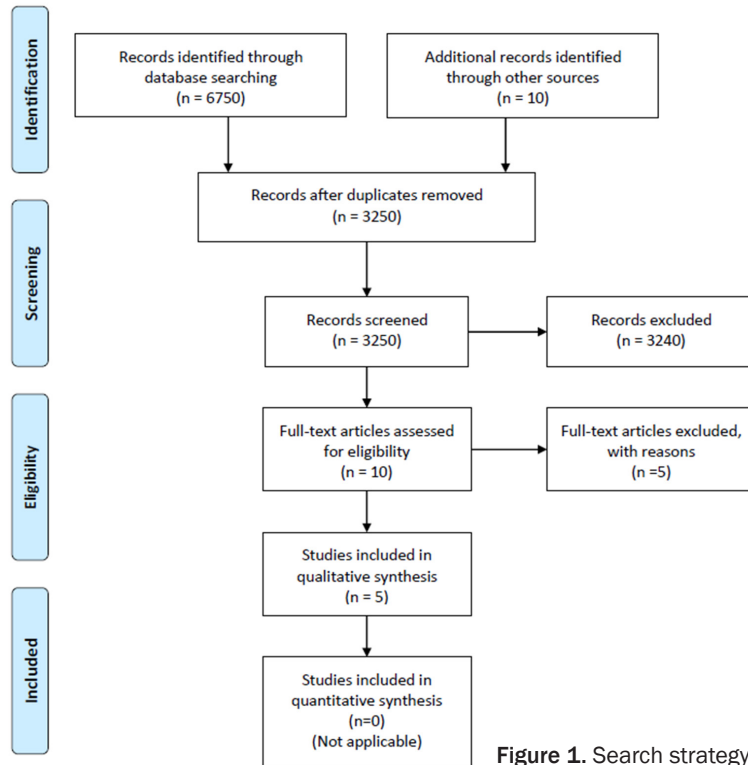 Identification
Records identified through
database searching
(n = 6750)
Additional records identified
through other sources
(n = 10)
Records after duplicates removed
(n = 3250)
Screening
Records screened
(n = 3250)
Records excluded
(n = 3240)
Eligibility
Full-text articles assessed
for eligibility
(n = 10)
Full-text articles excluded,
with reasons
(n =5)
Studies included in
qualitative synthesis
(n = 5)
Included
Studies included in
quantitative synthesis
(n=0)
(Not applicable)
Figure 1. Search strategy